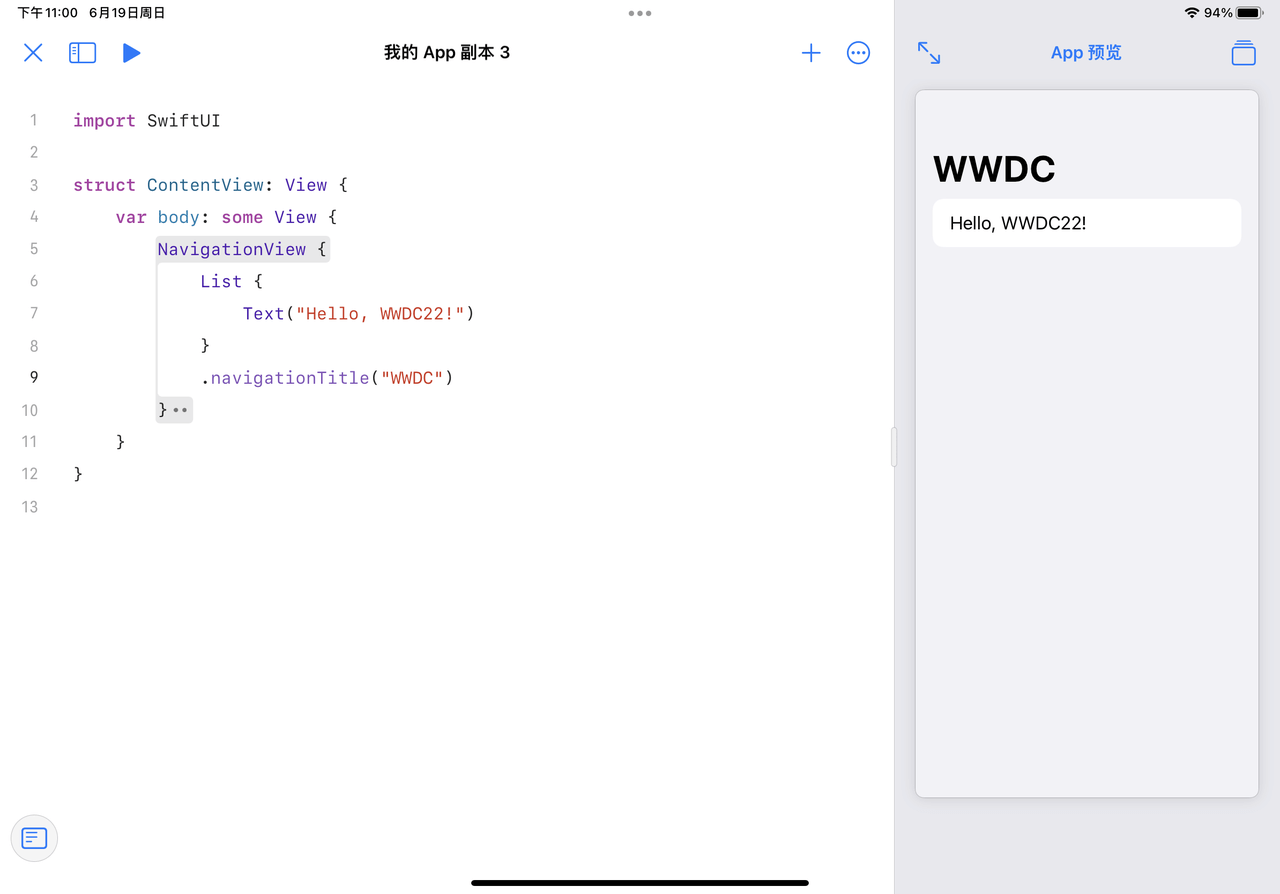 下午11:00 6月19日周日
94%
我的 App 副本 3
App 预览
1 import SwiftUI
2
3 struct ContentView: View {
4 var body: some View {
5 NavigationView {
6 List {
7 Text("Hello, WWDC22!")
8 }
9 .navigationTitle("WWDC")
10 }
11 }
12 }
13
WWDC
Hello, WWDC22!